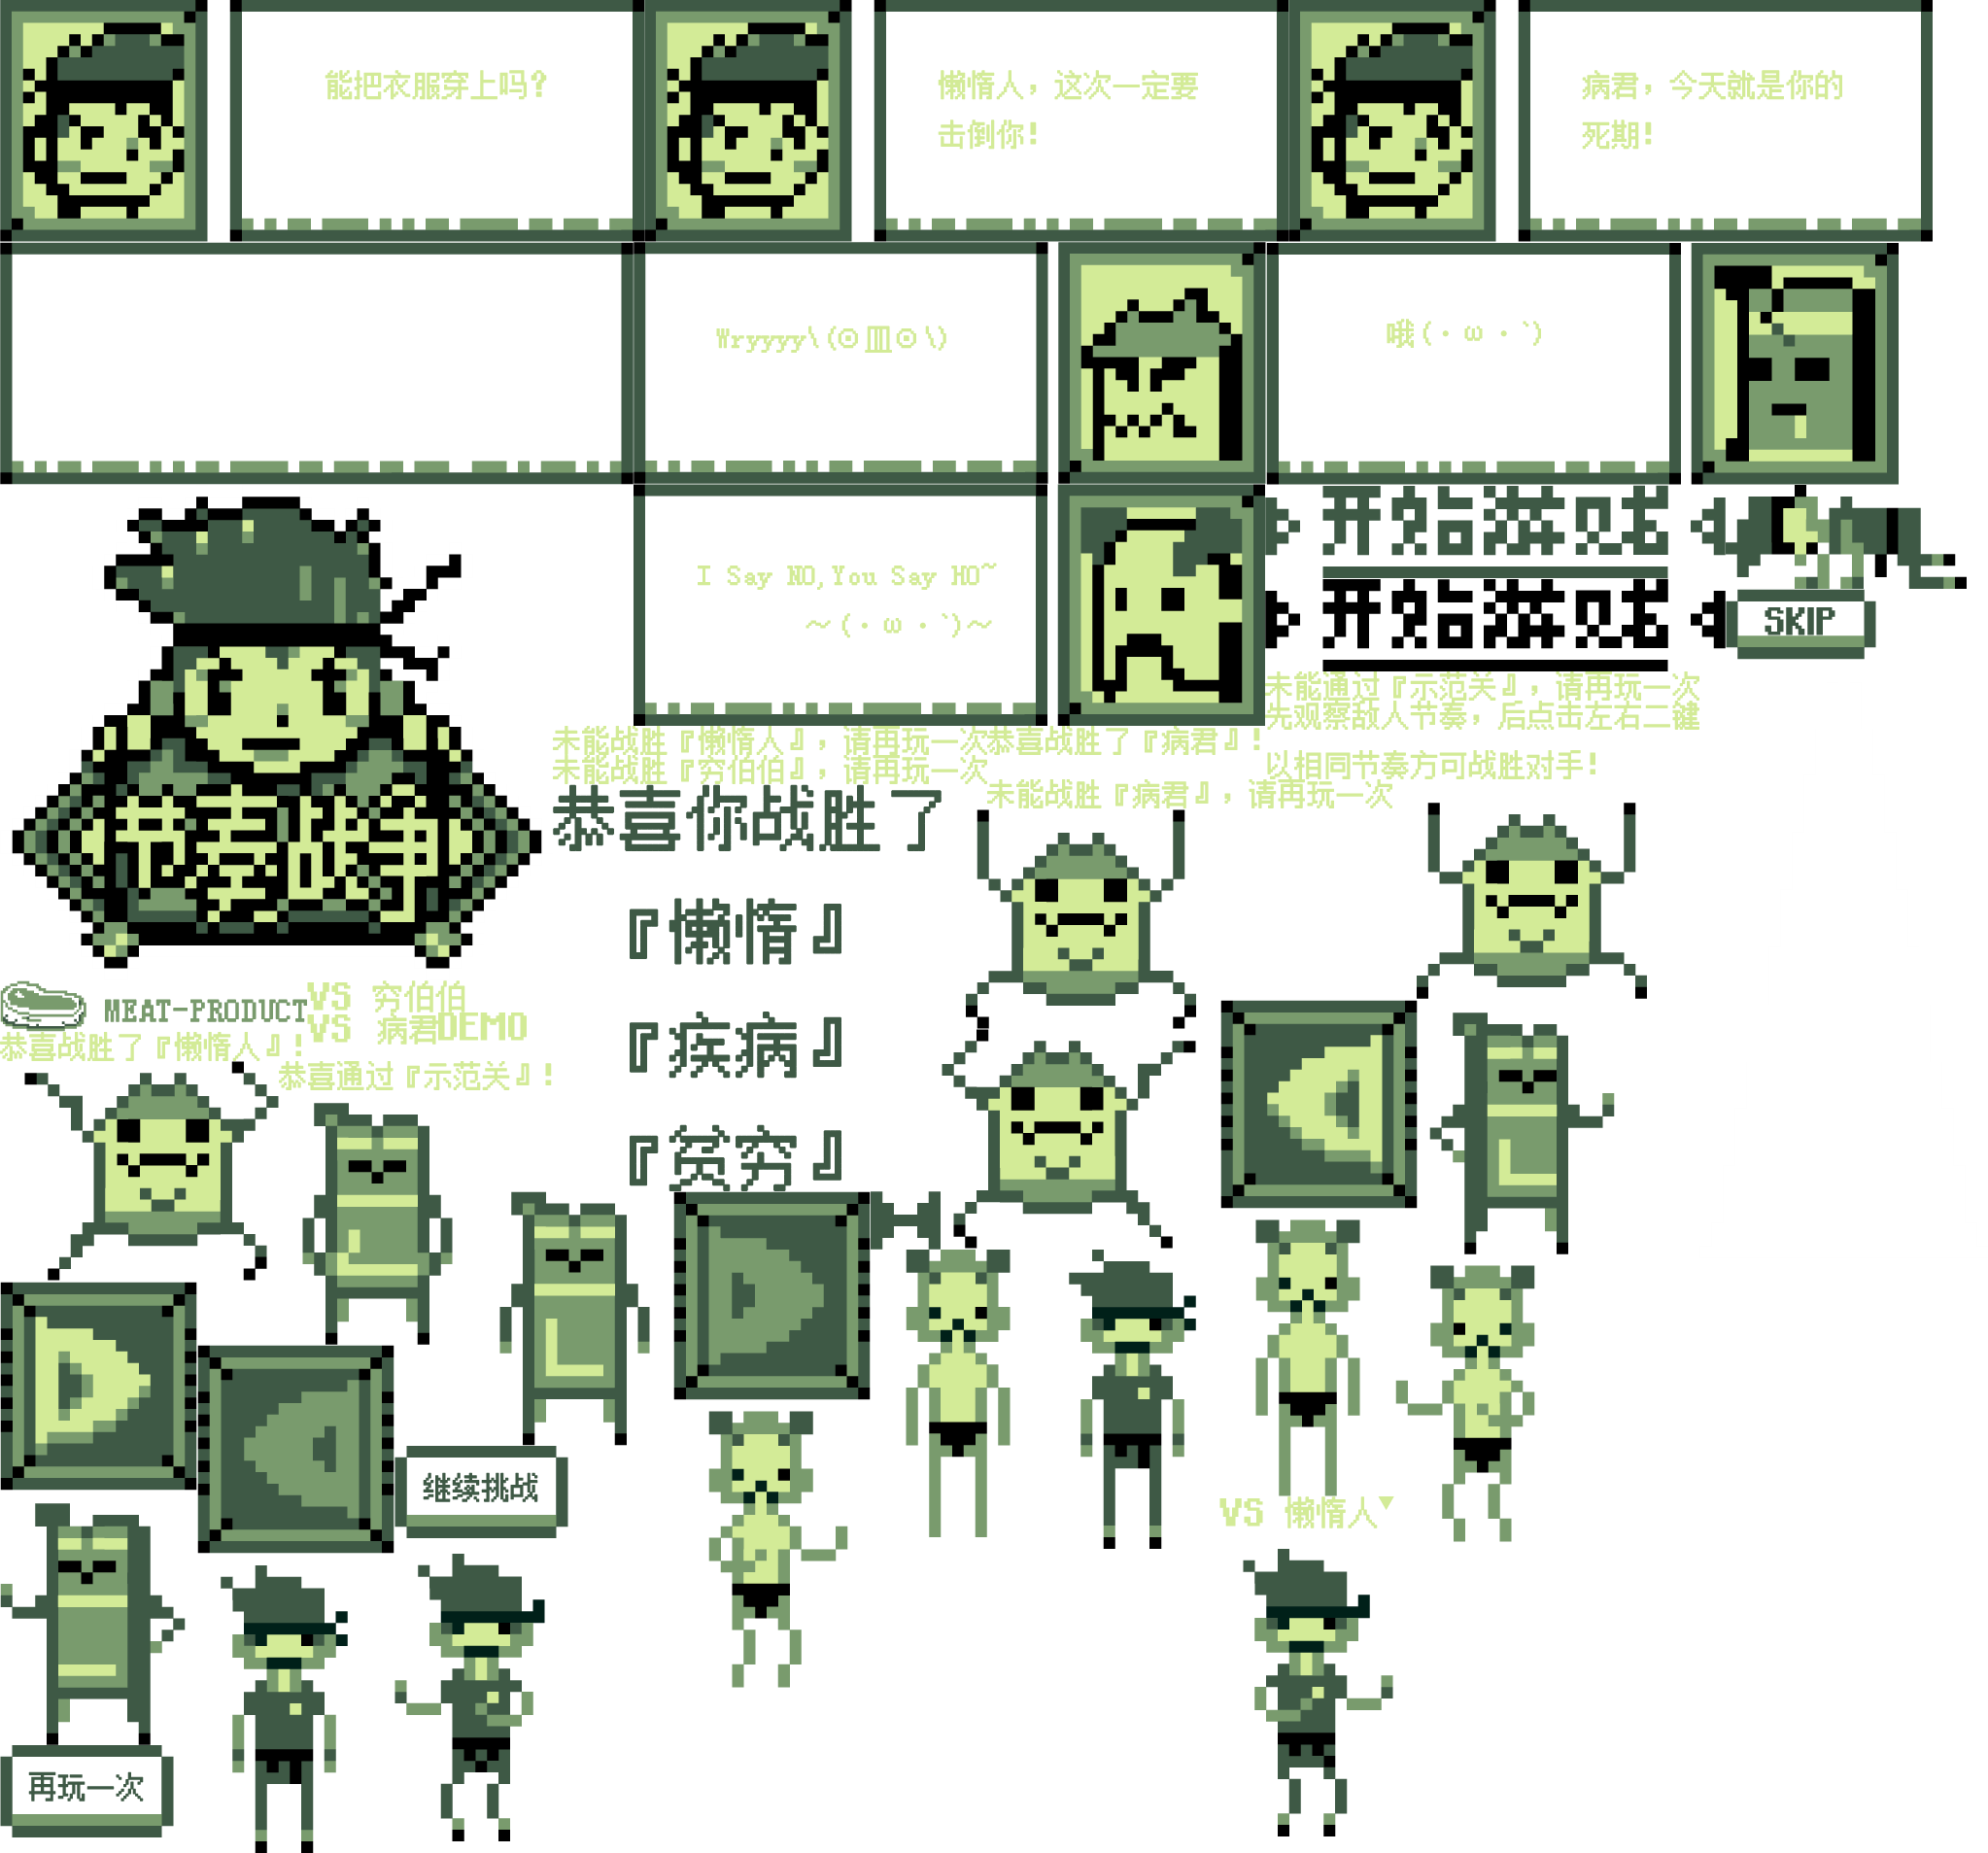 能把衣服穿上吗?
懒惰人，这次一定要
击倒你!
病君，今天就是你的
死期!
Wryyyy\(⊙皿⊙\)
哦(・ω・`)
I Say NO,You Say HO~
～(・ω・`)～
开始游戏
开始游戏
SKIP
未能通过『示范关』，请再玩一次
先观察敌人节奏，后点击左右二键
以相同节奏方可战胜对手!
未能战胜『懒惰人』，请再玩一次
恭喜战胜了『病君』!
未能战胜『穷伯伯』，请再玩一次
未能战胜『病君』，请再玩一次
恭喜你战胜了
『懒惰』
『疾病』
『贫穷』
MEAT-PRODUCT
VS 穷伯伯
VS 病君
DEMO
恭喜战胜了『懒惰人』!
恭喜通过『示范关』!
继续挑战
VS 懒惰人
再玩一次